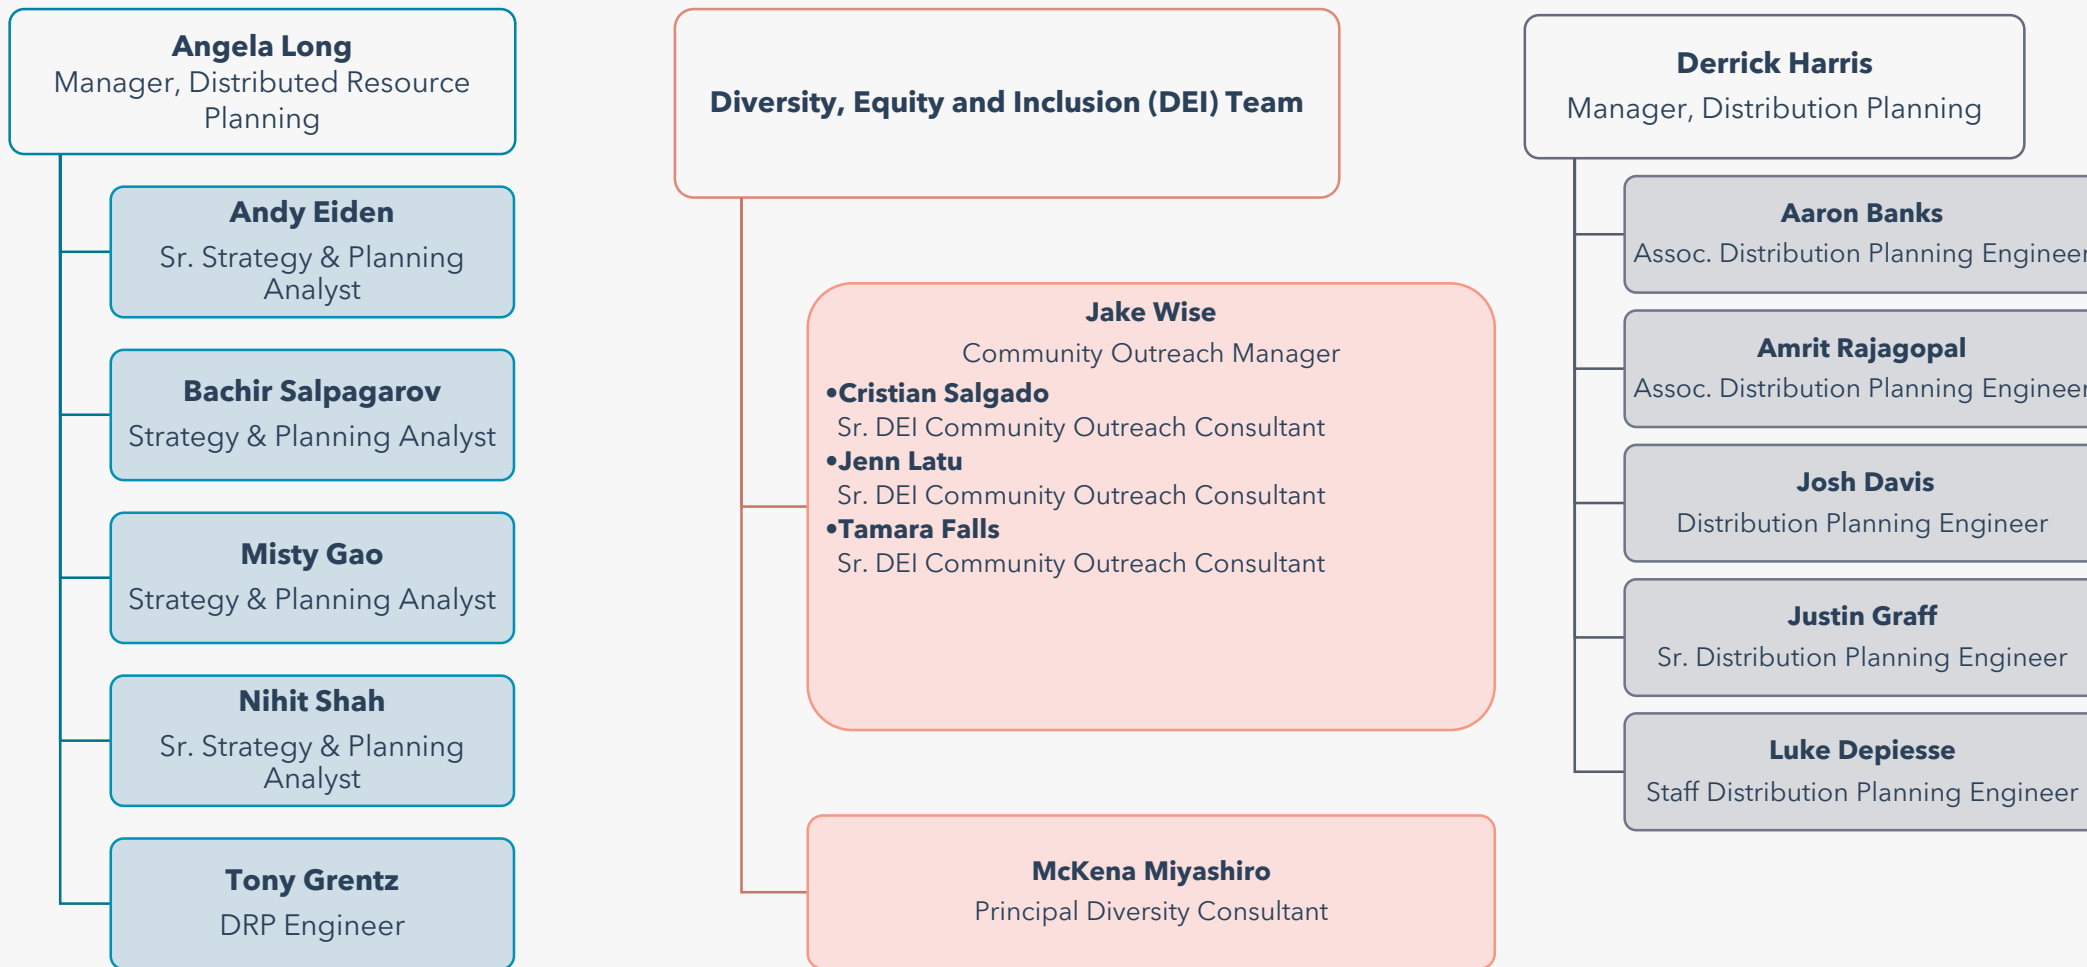 Angela Long
Manager, Distributed Resource
Planning
Andy Eiden
Sr. Strategy & Planning
Analyst
Bachir Salpagarov
Strategy & Planning Analyst
Misty Gao
Strategy & Planning Analyst
Nihit Shah
Sr. Strategy & Planning
Analyst
Tony Grentz
DRP Engineer
Diversity, Equity and Inclusion (DEI) Team
Jake Wise
Community Outreach Manager
•Cristian Salgado
Sr. DEI Community Outreach Consultant
•Jenn Latu
Sr. DEI Community Outreach Consultant
•Tamara Falls
Sr. DEI Community Outreach Consultant
McKena Miyashiro
Principal Diversity Consultant
Derrick Harris
Manager, Distribution Planning
Aaron Banks
Assoc. Distribution Planning Engineer
Amrit Rajagopal
Assoc. Distribution Planning Engineer
Josh Davis
Distribution Planning Engineer
Justin Graff
Sr. Distribution Planning Engineer
Luke Depiesse
Staff Distribution Planning Engineer